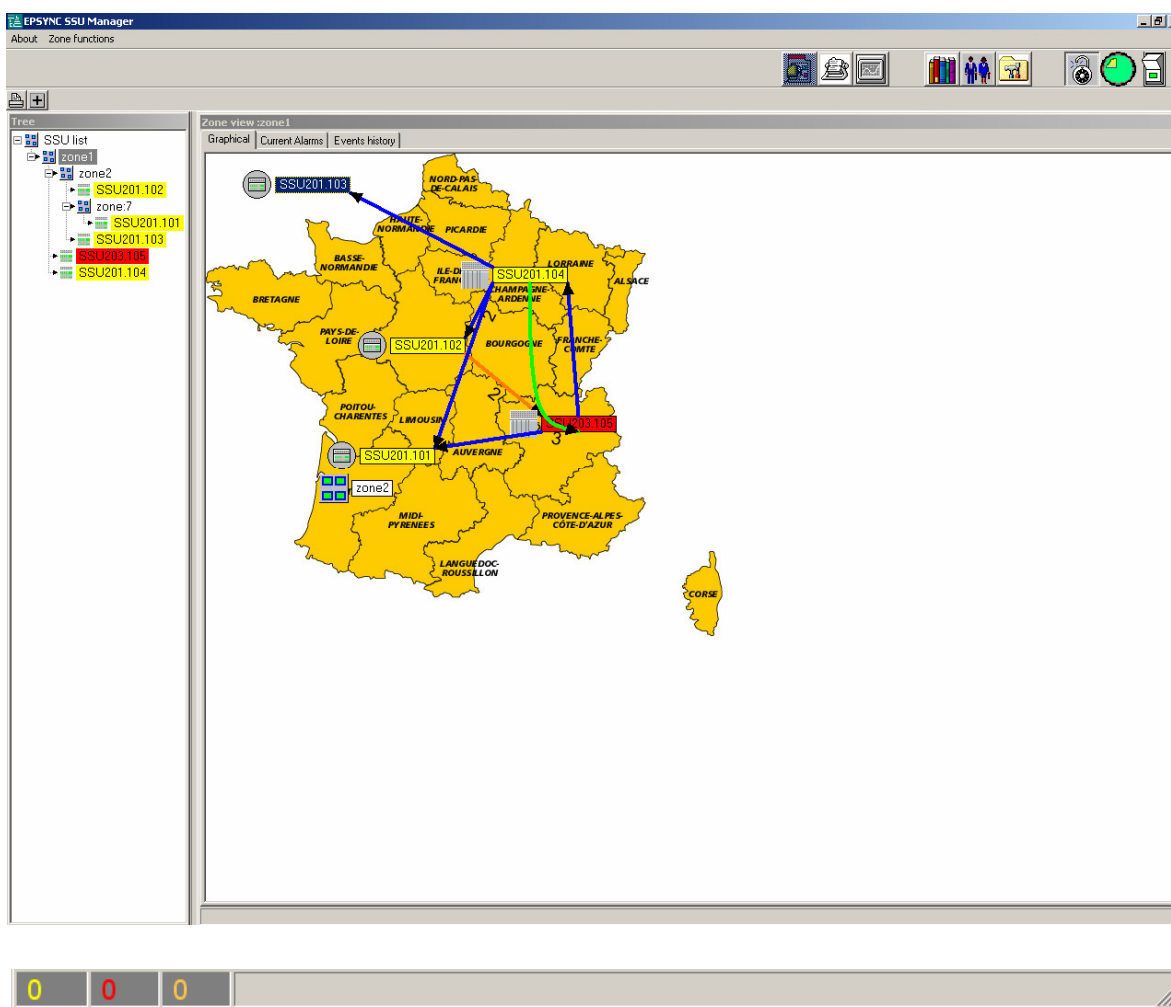 EPSYNC SSU Manager
About Zone functions
Tree
SSU list
zone1
zone2
SSU201.102
zone:7
SSU201.101
SSU201.103
SSU203.105
SSU201.104
Zone view :zone1
Graphical Current Alarms Events history
SSU201.103
NORD-PAS-
DE-CALAIS
HAUTE-
NORMANDIE
PICARDIE
BASSE-
NORMANDIE
ILE-DE
FRAN
LORRAINE
SSU201.104
CHAMPAGNE-
ARDENNE
ALSACE
BRETAGNE
2
PAYS-DE-
LOIRE
SSU201.102
BOURGOGNE
FRANCHE-
COMTE
2
POITOU-
CHARENTES
LIMOUSIN
SSU203.105
3
SSU201.101
AUVERGNE
zone2
MIDI-
PYRENEES
PROVENCE-ALPES-
CÔTE-D'AZUR
LANGUEDOC-
ROUSSILLON
CORSE
0 0 0